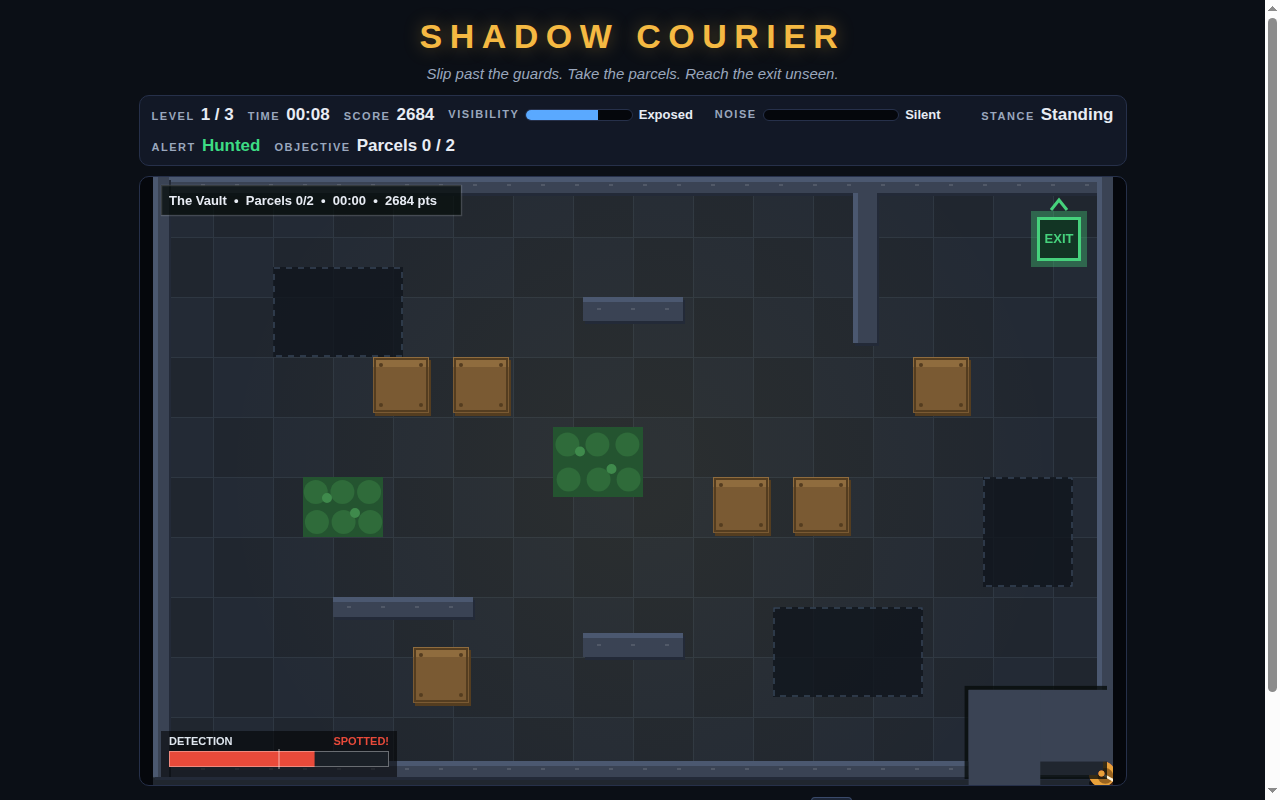 SHADOW COURIER
Slip past the guards. Take the parcels. Reach the exit unseen.
LEVEL 1 / 3 TIME 00:08 SCORE 2684 VISIBILITY Exposed NOISE Silent STANCE Standing
ALERT Hunted OBJECTIVE Parcels 0 / 2
The Vault • Parcels 0/2 • 00:00 • 2684 pts
EXIT
DETECTION SPOTTED!